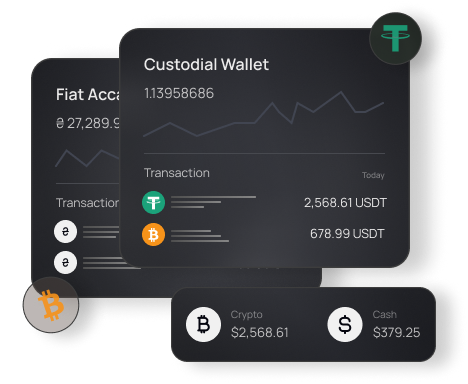 Custodial Wallet
1.13958686
Transaction
Today
2,568.61 USDT
678.99 USDT
Fiat Acca
₴ 27,289.9
Transaction
₴
₴
Crypto
$2,568.61
Cash
$379.25